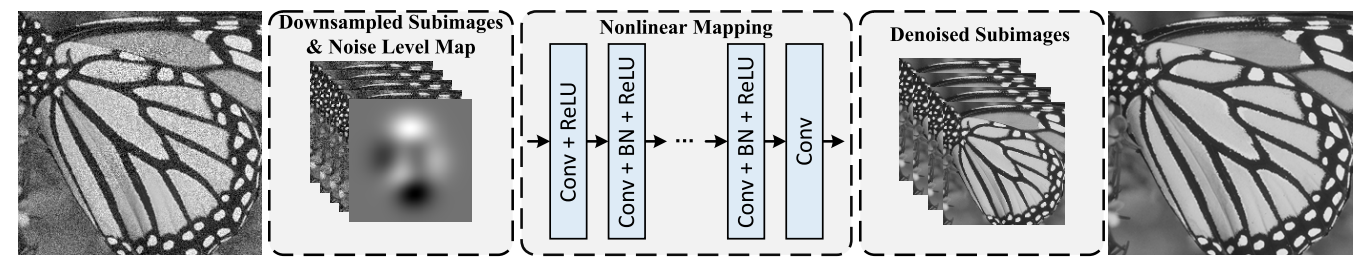 Downsampled Subimages
& Noise Level Map
Nonlinear Mapping
Conv + ReLU
Conv + BN + ReLU
...
Conv + BN + ReLU
Conv
Denoised Subimages